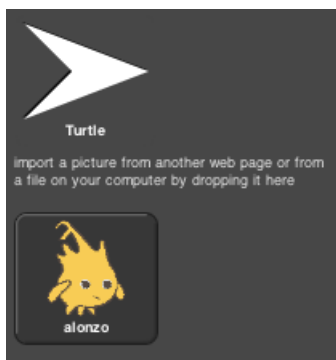 Turtle
import a picture from another web page or from
a file on your computer by dropping it here
alonzo